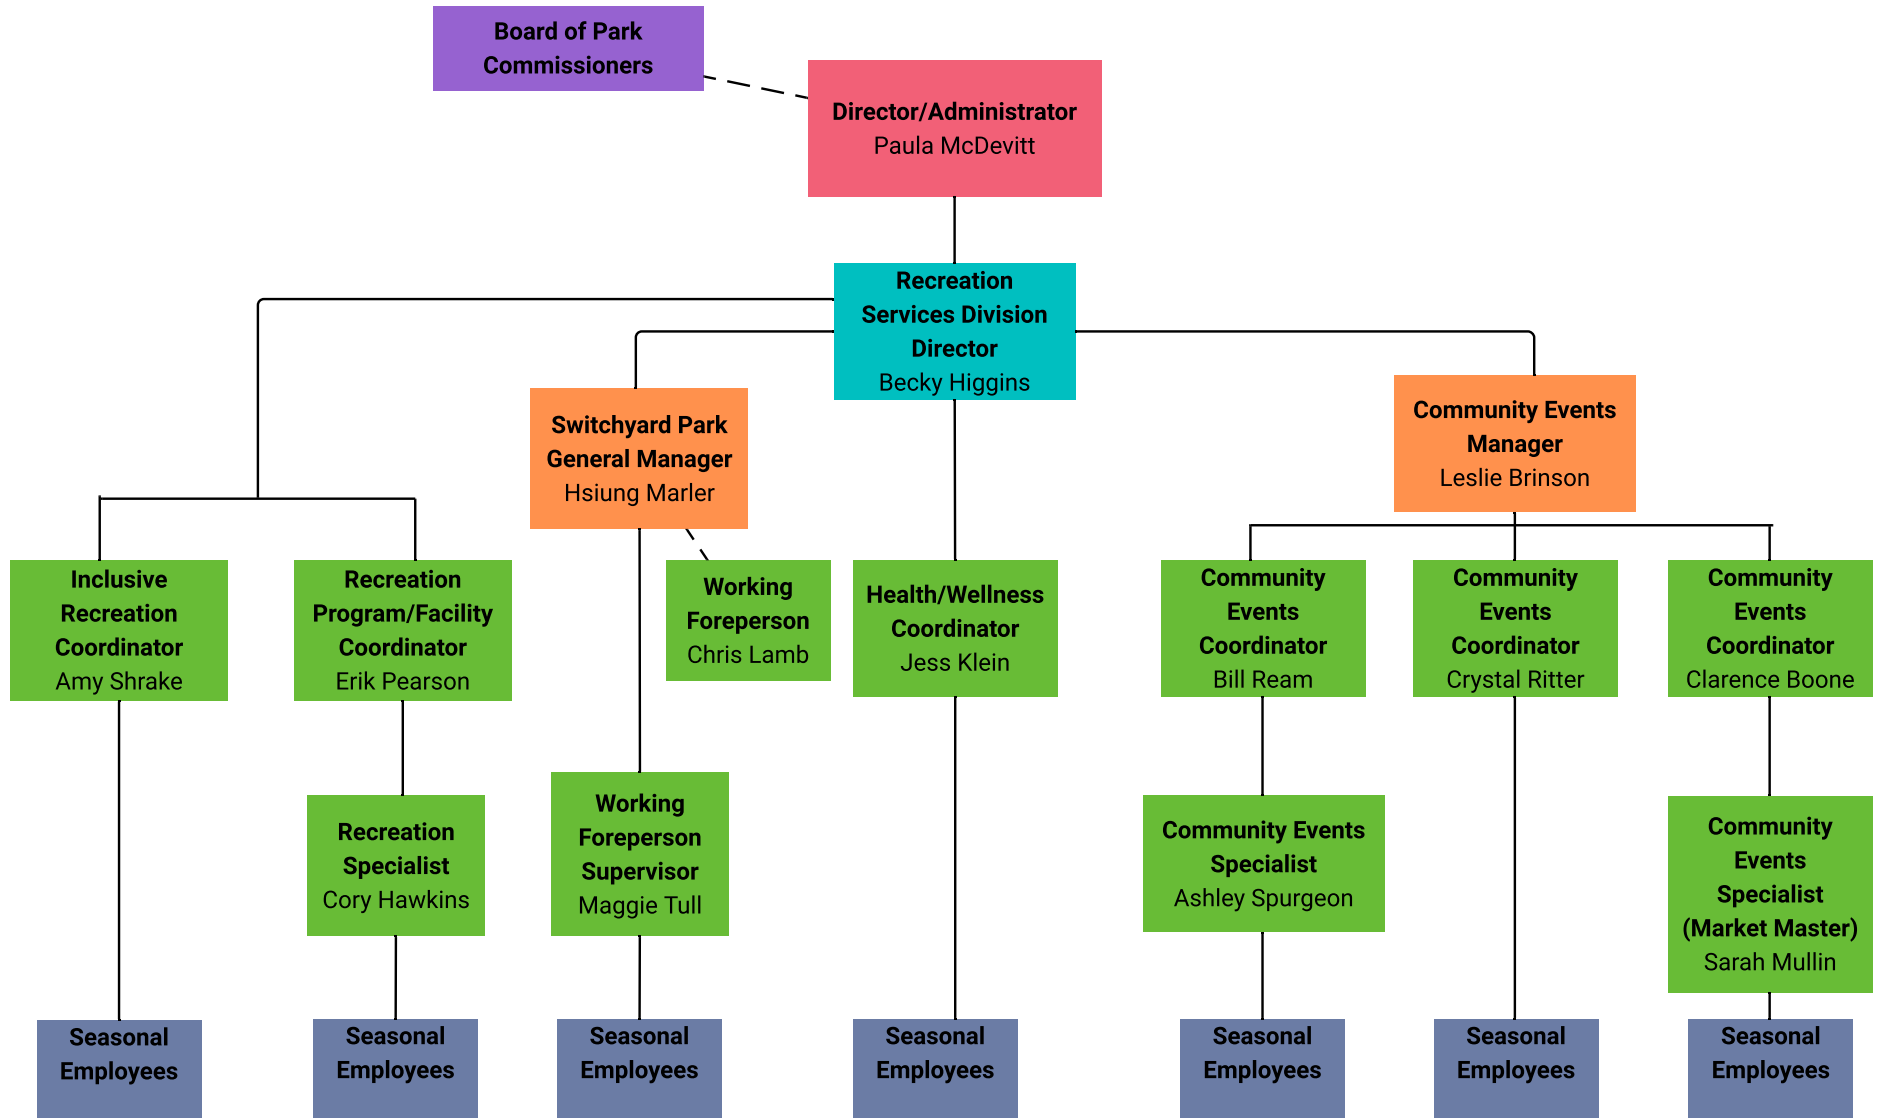 Board of Park
Commissioners
Director/Administrator
Paula McDevitt
Recreation
Services Division
Director
Becky Higgins
Switchyard Park
General Manager
Hsiung Marler
Community Events
Manager
Leslie Brinson
Inclusive
Recreation
Coordinator
Amy Shrake
Recreation
Program/Facility
Coordinator
Erik Pearson
Working
Foreperson
Chris Lamb
Health/Wellness
Coordinator
Jess Klein
Community
Events
Coordinator
Bill Ream
Community
Events
Coordinator
Crystal Ritter
Community
Events
Coordinator
Clarence Boone
Recreation
Specialist
Cory Hawkins
Working
Foreperson
Supervisor
Maggie Tull
Community Events
Specialist
Ashley Spurgeon
Community
Events
Specialist
(Market Master)
Sarah Mullin
Seasonal
Employees
Seasonal
Employees
Seasonal
Employees
Seasonal
Employees
Seasonal
Employees
Seasonal
Employees
Seasonal
Employees